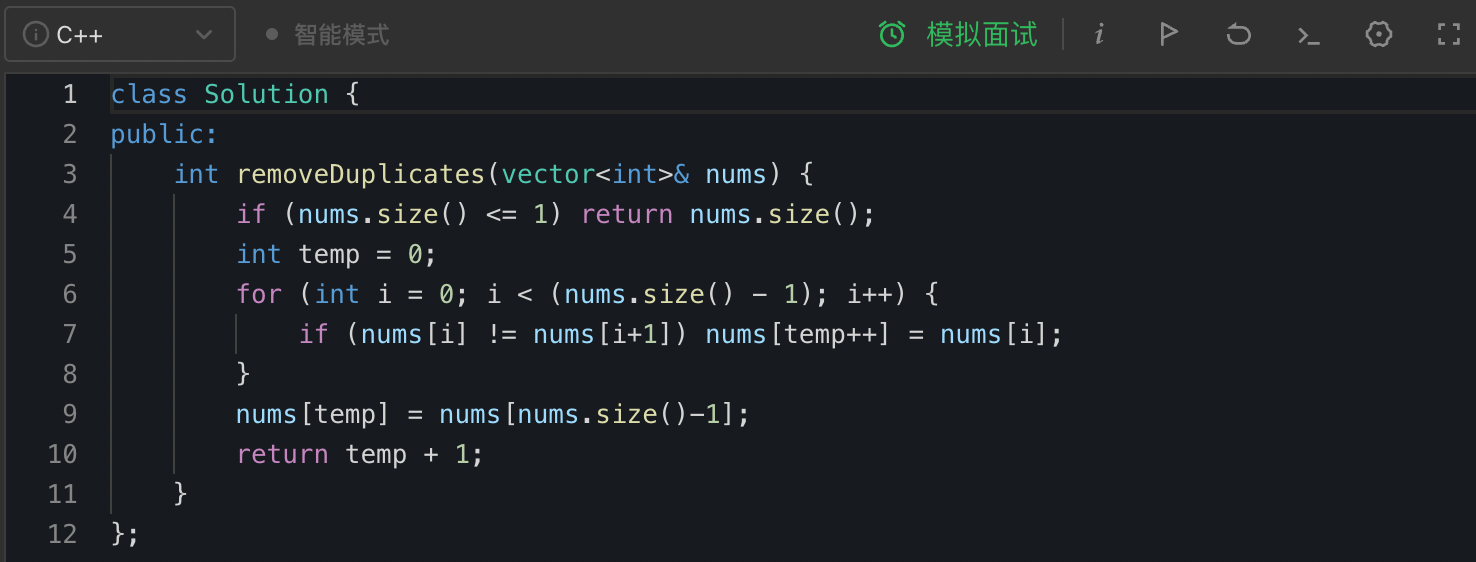 C++ 智能模式 模拟面试
1 class Solution {
2 public:
3     int removeDuplicates(vector<int>& nums) {
4         if (nums.size() <= 1) return nums.size();
5         int temp = 0;
6         for (int i = 0; i < (nums.size() - 1); i++) {
7             if (nums[i] != nums[i+1]) nums[temp++] = nums[i];
8         }
9         nums[temp] = nums[nums.size()-1];
10         return temp + 1;
11     }
12 };